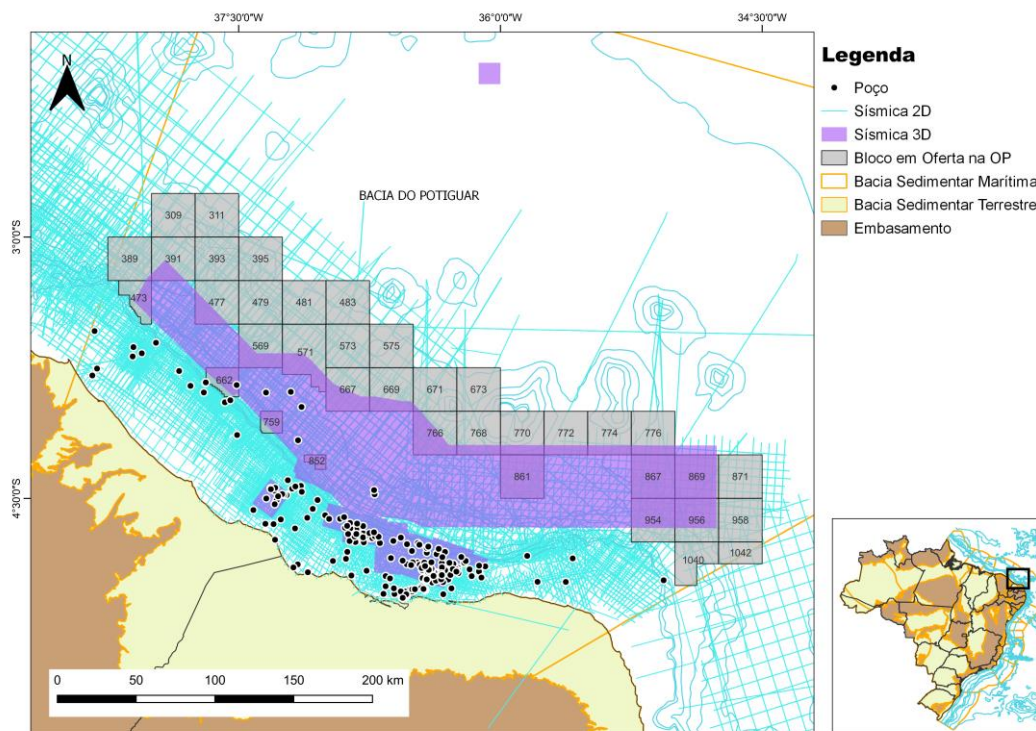 37°30'0"W 36°0'0"W 34°30'0"W
Legenda
N
Poço
Sísmica 2D
Sísmica 3D
Bloco em Oferta na OP
Bacia Sedimentar Marítima
Bacia Sedimentar Terrestre
Embasamento
BACIA DO POTIGUAR
309 311
3°0'0"S
389 391 393 395
473 477 479 481 483
569 571 573 575
662 667 669 671 673
759 766 768 770 772 774 776
852 861 867 869 871
4°30'0"S
954 956 958
1040 1042
0 50 100 150 200 km